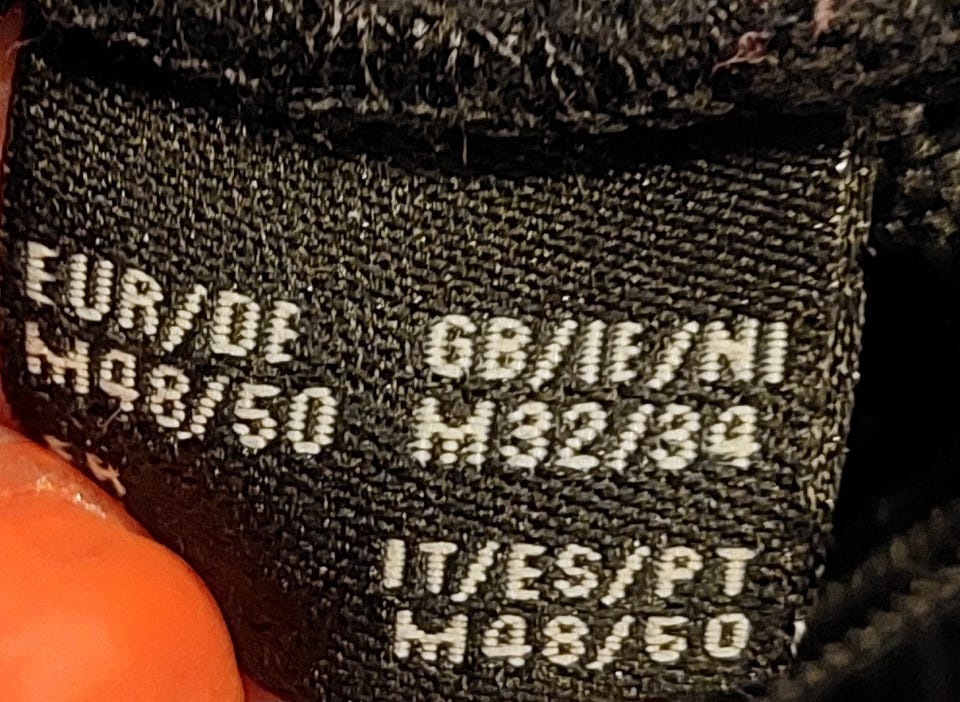 EUR/DE
M48/50
GB/IE/NI
M32/34
IT/ES/PT
M48/50